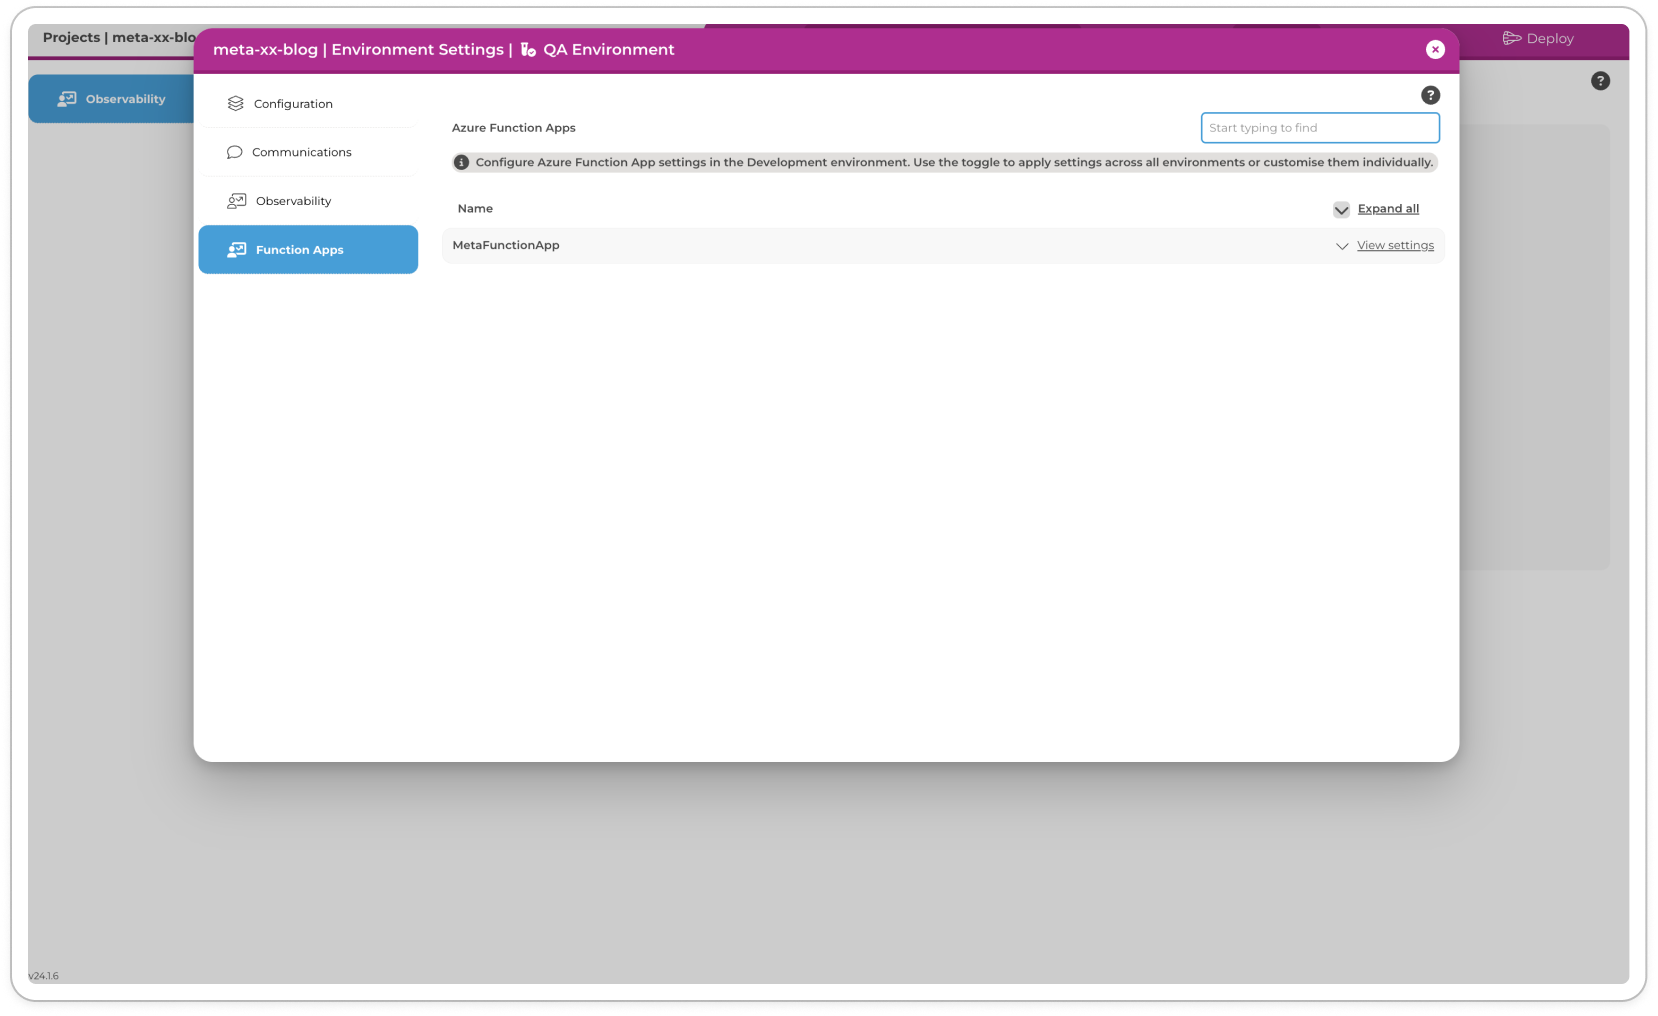 Projects | meta-xx-blo
meta-xx-blog | Environment Settings | QA Environment
Deploy
Observability
Configuration
Communications
Observability
Function Apps
Azure Function Apps
Start typing to find
Configure Azure Function App settings in the Development environment. Use the toggle to apply settings across all environments or customise them individually.
Name
Expand all
MetaFunctionApp
View settings
v24.1.6